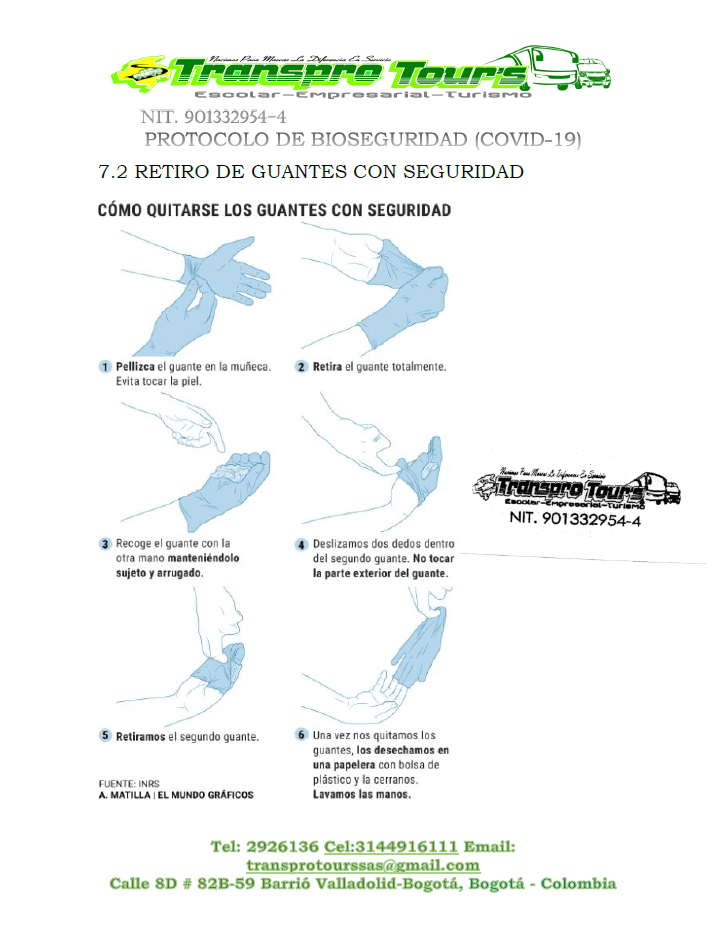 Nacimos Para Marcar La Diferencia En Servicio
Transpro Tour's
Escolar-Empresarial-Turismo
NIT. 901332954-4
PROTOCOLO DE BIOSEGURIDAD (COVID-19)
7.2 RETIRO DE GUANTES CON SEGURIDAD
CÓMO QUITARSE LOS GUANTES CON SEGURIDAD
1 Pellizca el guante en la muñeca.
Evita tocar la piel.
2 Retira el guante totalmente.
3 Recoge el guante con la
otra mano manteniéndolo
sujeto y arrugado.
4 Deslizamos dos dedos dentro
del segundo guante. No tocar
la parte exterior del guante.
Nacimos Para Marcar La Diferencia En Servicio
Transpro Tour's
Escolar-Empresarial-Turismo
NIT. 901332954-4
5 Retiramos el segundo guante.
6 Una vez nos quitamos los
guantes, los desechamos en
una papelera con bolsa de
plástico y la cerranos.
Lavamos las manos.
FUENTE: INRS
A. MATILLA | EL MUNDO GRÁFICOS
Tel: 2926136 Cel:3144916111 Email:
transprotourssas@gmail.com
Calle 8D # 82B-59 Barrió Valladolid-Bogotá, Bogotá - Colombia